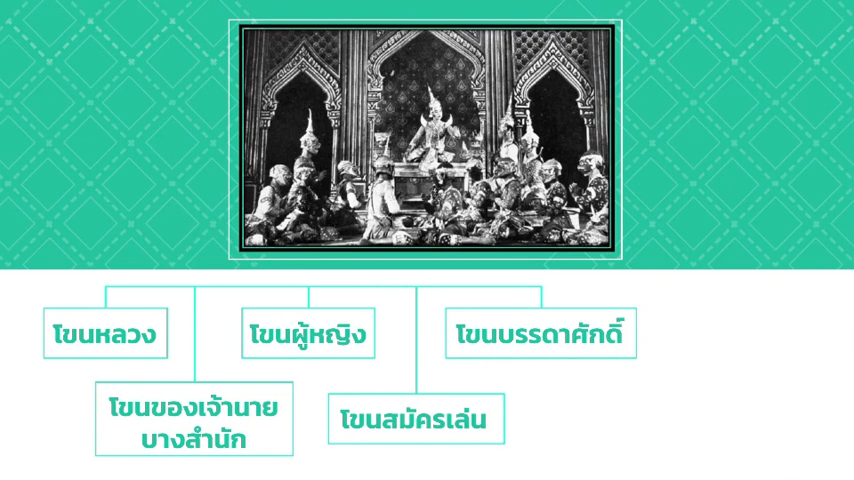 โขนหลวง
โขนผู้หญิง
โขนบรรดาศักดิ์
โขนของเจ้านาย
บางสำนัก
โขนสมัครเล่น